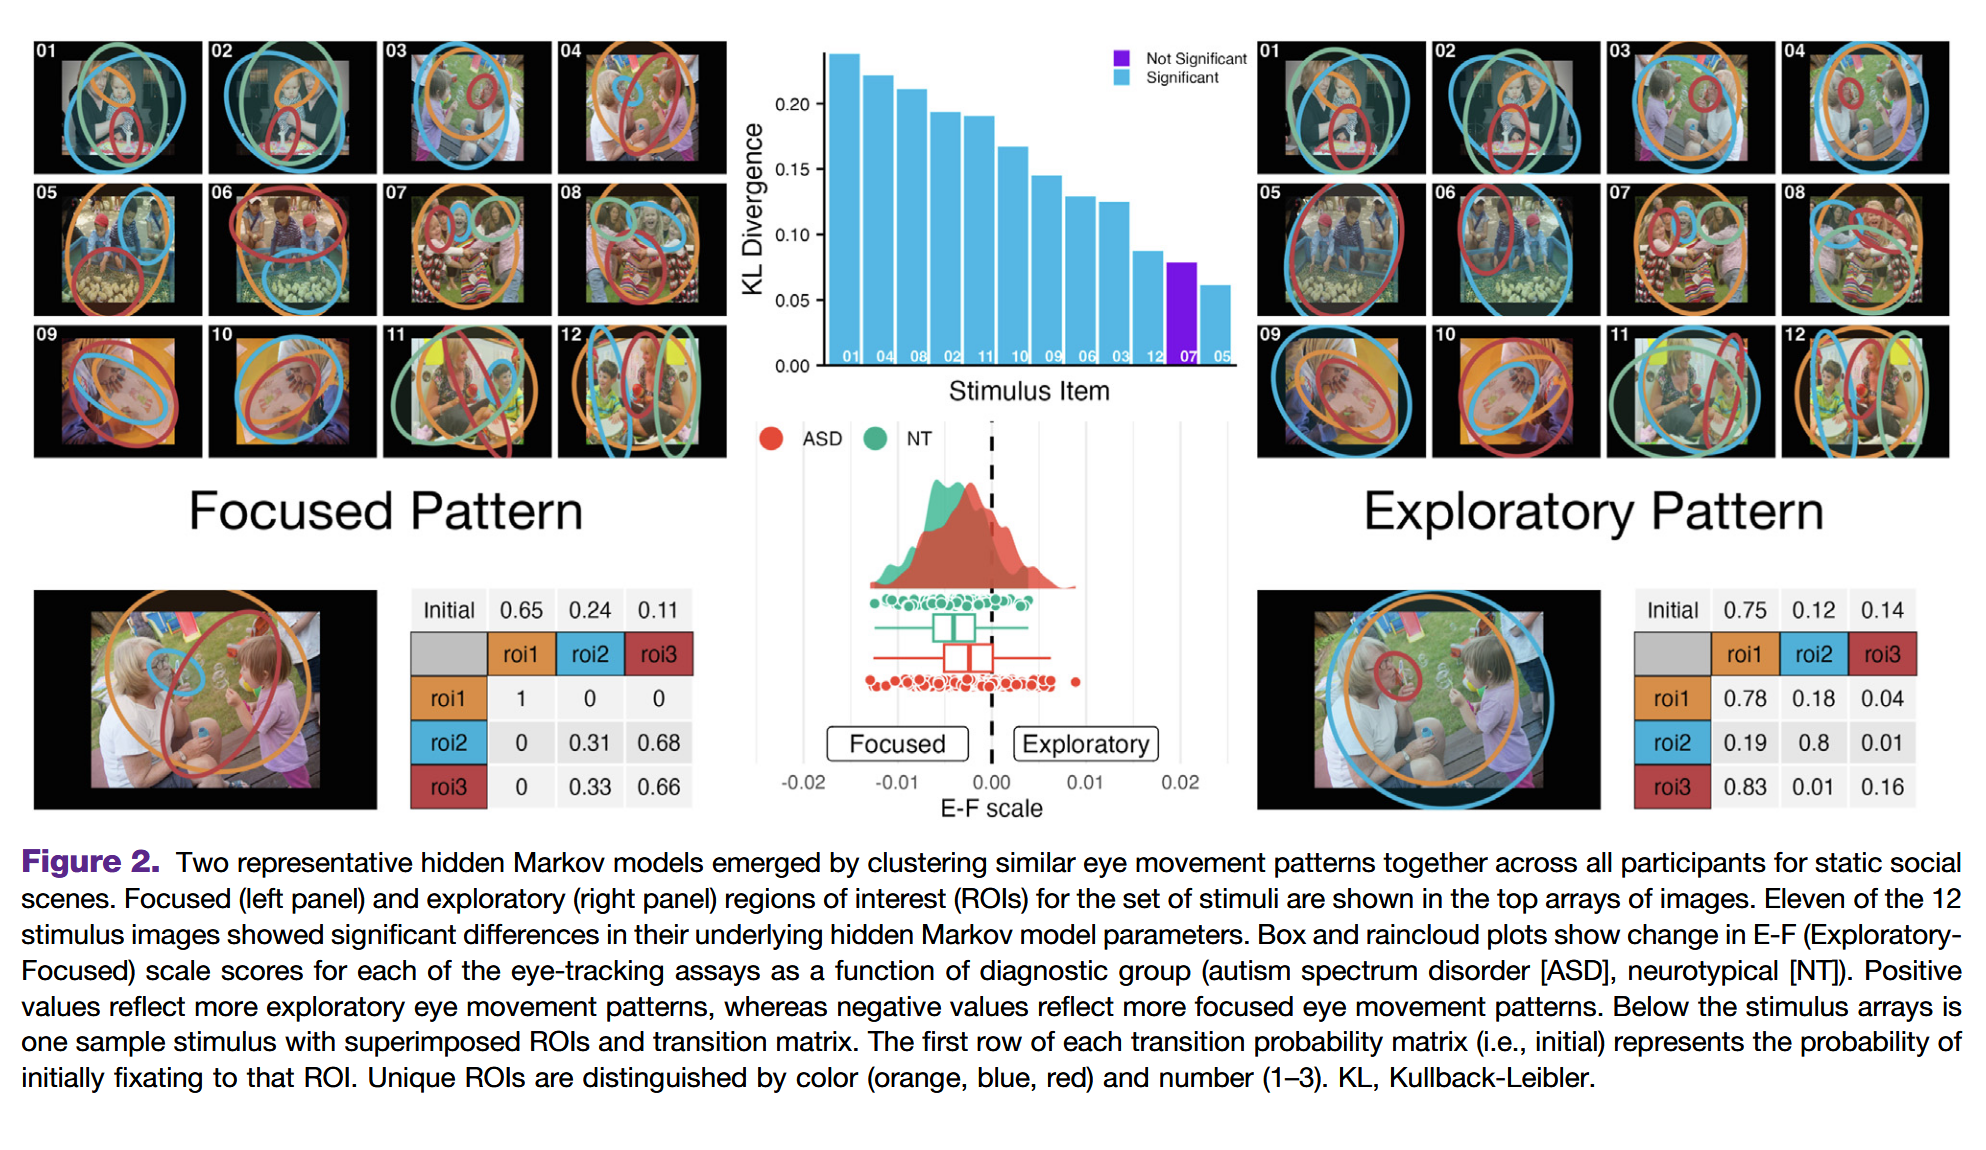 01 02 03 04
05 06 07 08
09 10 11 12
Focused Pattern
Initial 0.65 0.24 0.11
roi1 roi2 roi3
roi1 1 0 0
roi2 0 0.31 0.68
roi3 0 0.33 0.66
KL Divergence
0.20
0.15
0.10
0.05
0.00
Not Significant
Significant
01 04 08 02 11 10 09 06 03 12 07 05
Stimulus Item
ASD NT
Focused Exploratory
-0.02 -0.01 0.00 0.01 0.02
E-F scale
01 02 03 04
05 06 07 08
09 10 11 12
Exploratory Pattern
Initial 0.75 0.12 0.14
roi1 roi2 roi3
roi1 0.78 0.18 0.04
roi2 0.19 0.8 0.01
roi3 0.83 0.01 0.16
Figure 2. Two representative hidden Markov models emerged by clustering similar eye movement patterns together across all participants for static social
scenes. Focused (left panel) and exploratory (right panel) regions of interest (ROIs) for the set of stimuli are shown in the top arrays of images. Eleven of the 12
stimulus images showed significant differences in their underlying hidden Markov model parameters. Box and raincloud plots show change in E-F (Exploratory-
Focused) scale scores for each of the eye-tracking assays as a function of diagnostic group (autism spectrum disorder [ASD], neurotypical [NT]). Positive
values reflect more exploratory eye movement patterns, whereas negative values reflect more focused eye movement patterns. Below the stimulus arrays is
one sample stimulus with superimposed ROIs and transition matrix. The first row of each transition probability matrix (i.e., initial) represents the probability of
initially fixating to that ROI. Unique ROIs are distinguished by color (orange, blue, red) and number (1–3). KL, Kullback-Leibler.